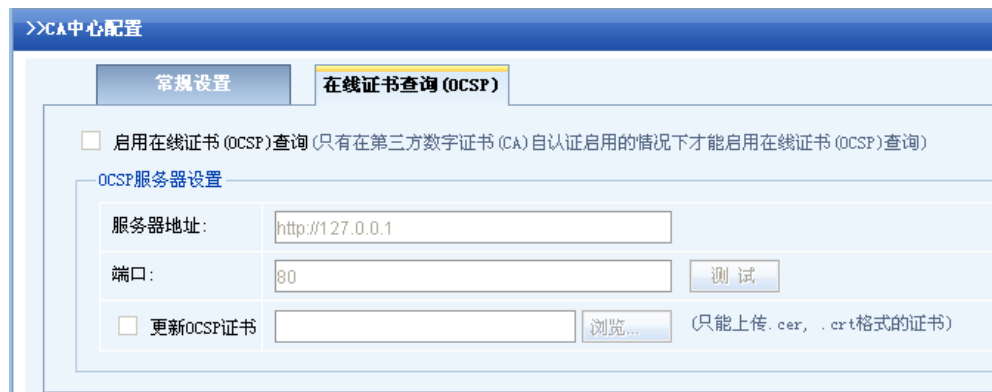 >>CA中心配置
常规设置 在线证书查询(OCSP)
启用在线证书(OCSP)查询(只有在第三方数字证书(CA)自认证启用的情况下才能启用在线证书(OCSP)查询)
OCSP服务器设置
服务器地址: http://127.0.0.1
端口: 80 测 试
更新OCSP证书 浏览... (只能上传.cer, .crt格式的证书)